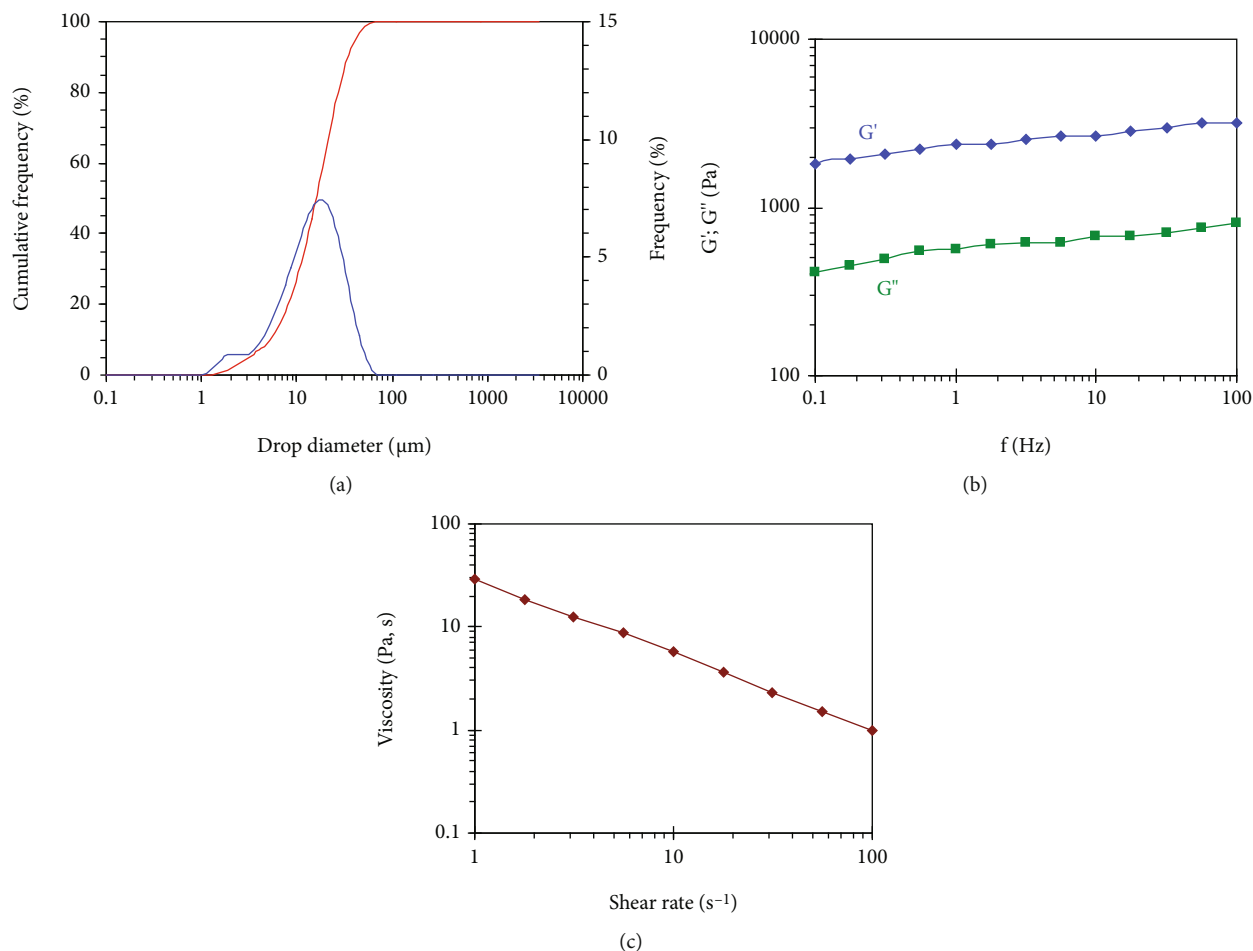 100
80
60
40
20
0
Cumulative frequency (%)
15
10
5
0
Frequency (%)
0.1 1 10 100 1000 10000
Drop diameter (µm)
(a)
10000
1000
100
G'; G'' (Pa)
G'
G''
0.1 1 10 100
f (Hz)
(b)
100
10
1
0.1
Viscosity (Pa, s)
1 10 100
Shear rate (s⁻¹)
(c)